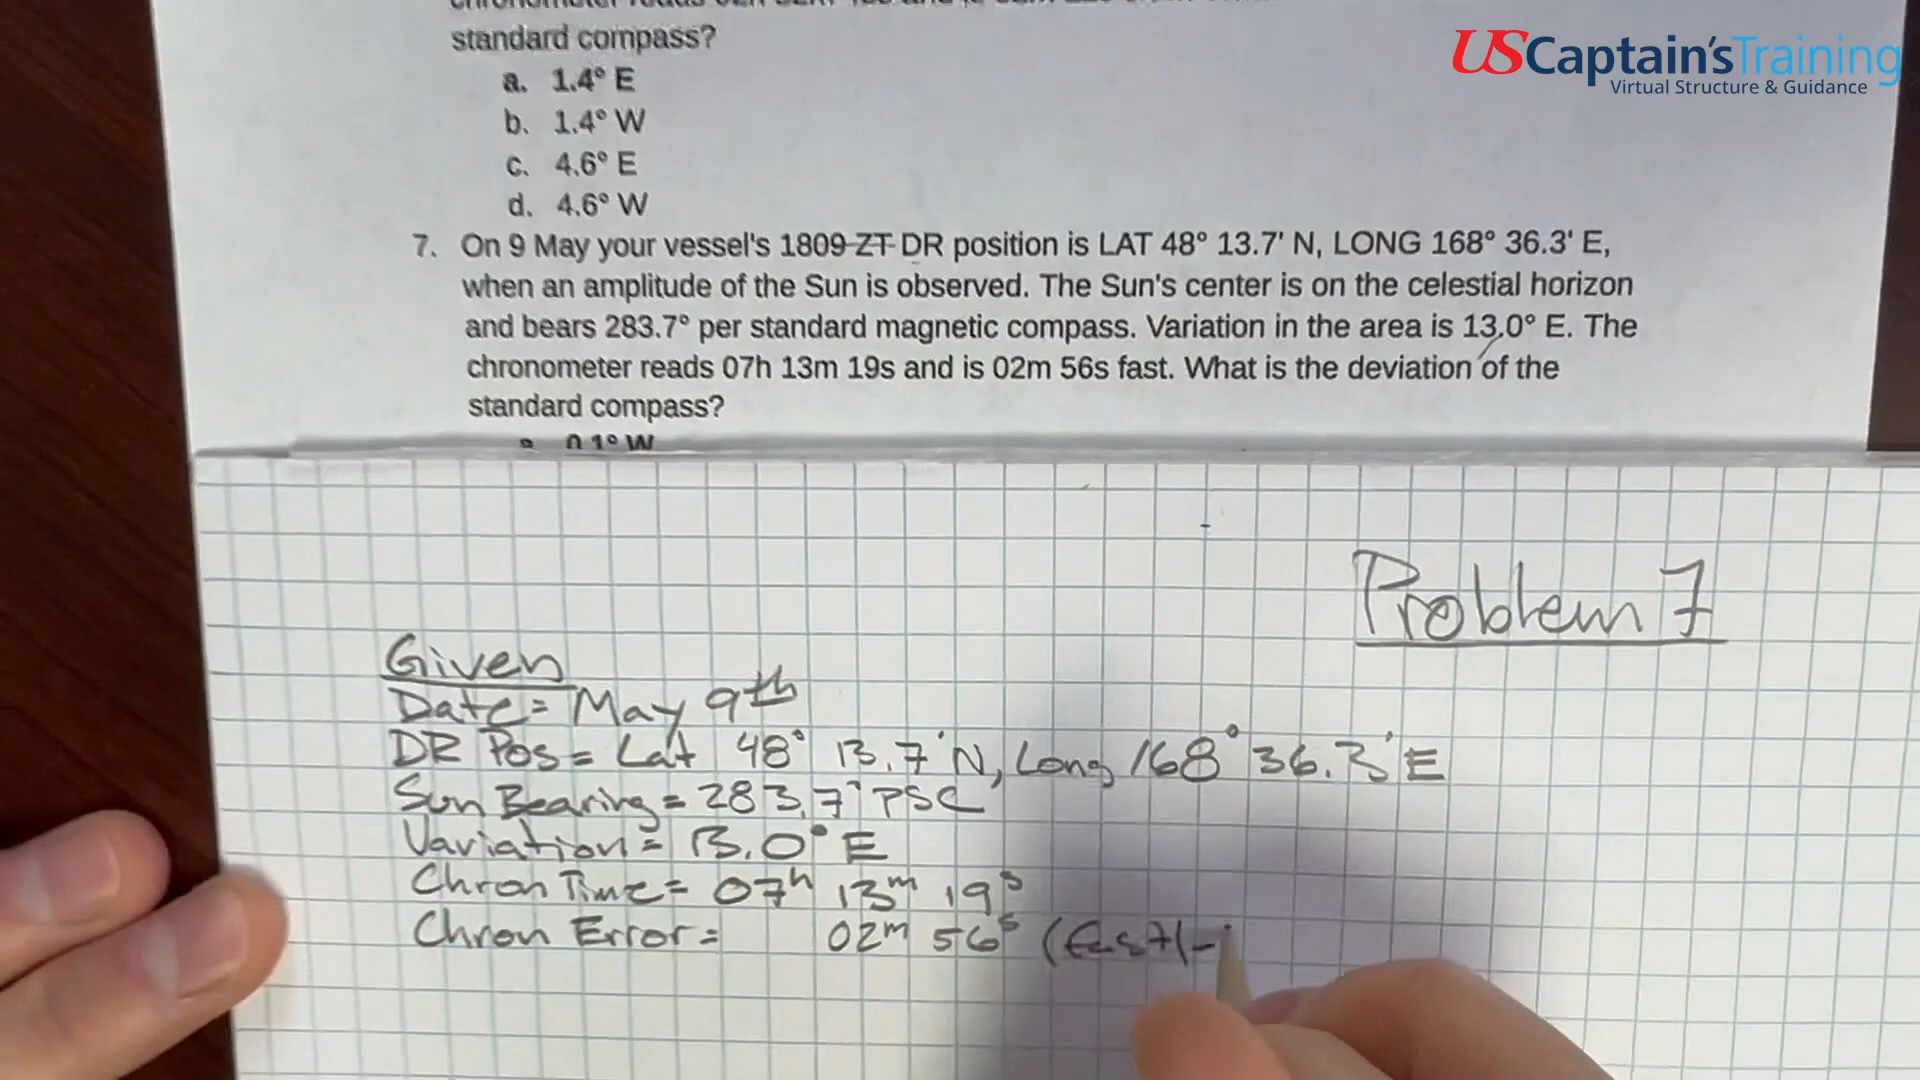 chronometer reads 02h
standard compass?
a. 1.4° E
b. 1.4° W
c. 4.6° E
d. 4.6° W
7. On 9 May your vessel's 1809 ZT DR position is LAT 48° 13.7' N, LONG 168° 36.3' E,
when an amplitude of the Sun is observed. The Sun's center is on the celestial horizon
and bears 283.7° per standard magnetic compass. Variation in the area is 13.0° E. The
chronometer reads 07h 13m 19s and is 02m 56s fast. What is the deviation of the
standard compass?
a. 0.1° W
USCaptain'sTraining
Virtual Structure & Guidance
Problem 7
Given
Date = May 9th
DR Pos = Lat 48° 13.7' N, Long 168° 36.3' E
Sun Bearing = 283.7° PSC
Variation = 13.0° E
Chron Time = 07h 13m 19s
Chron Error = 02m 56s (fast/-